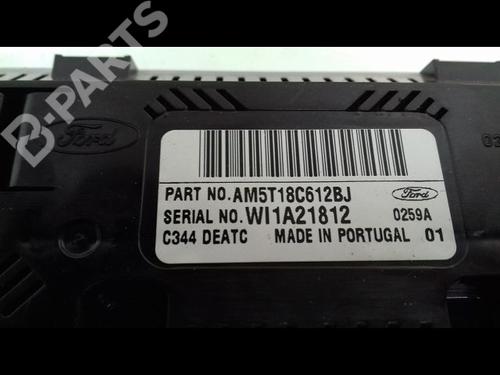 B-PARTS
Ford
PART NO. AM5T18C612BJ
Ford
SERIAL NO. WI1A21812
0259A
C344 DEATC MADE IN PORTUGAL 01